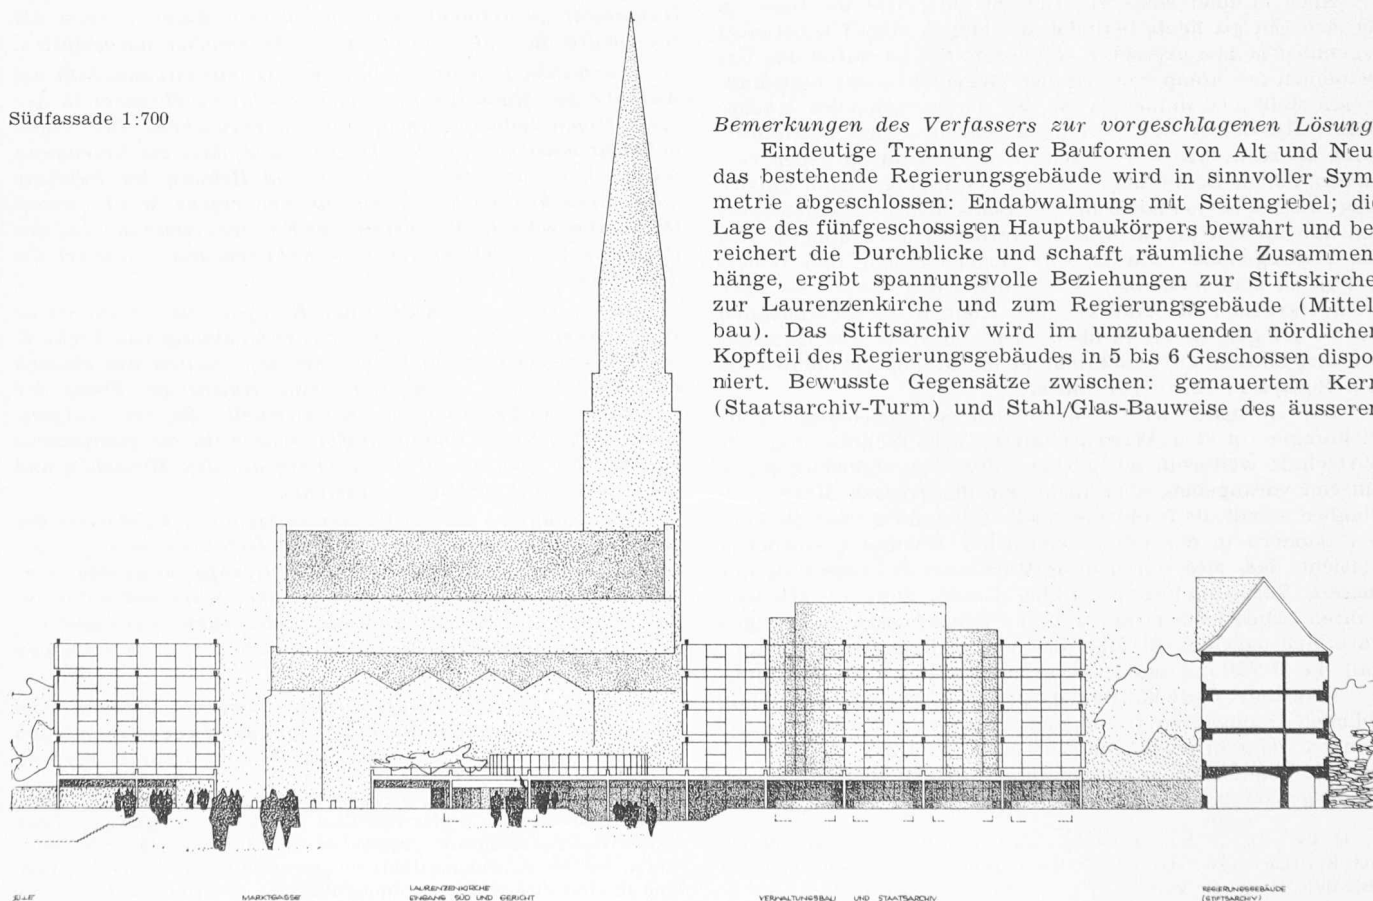 Südfassade 1:700
Bemerkungen des Verfassers zur vorgeschlagenen Lösung
Eindeutige Trennung der Bauformen von Alt und Neu
das bestehende Regierungsgebäude wird in sinnvoller Sym
metrie abgeschlossen: Endabwalmung mit Seitengiebel; die
Lage des fünfgeschossigen Hauptbaukörpers bewahrt und be
reichert die Durchblicke und schafft räumliche Zusammen
hänge, ergibt spannungsvolle Beziehungen zur Stiftskirche
zur Laurenzenkirche und zum Regierungsgebäude (Mittel
bau). Das Stiftsarchiv wird im umzubauenden nördlichen
Kopfteil des Regierungsgebäudes in 5 bis 6 Geschossen dispo
niert. Bewusste Gegensätze zwischen: gemauertem Kern
(Staatsarchiv-Turm) und Stahl/Glas-Bauweise des äusseren
MARKTGASSE
LAURENZENKIRCHE
EINGANG SÜD UND GERICHT
VERWALTUNGSBAU UND STAATSARCHIV
REGIERUNGSGEBÄUDE
(STIFTSARCHIV)